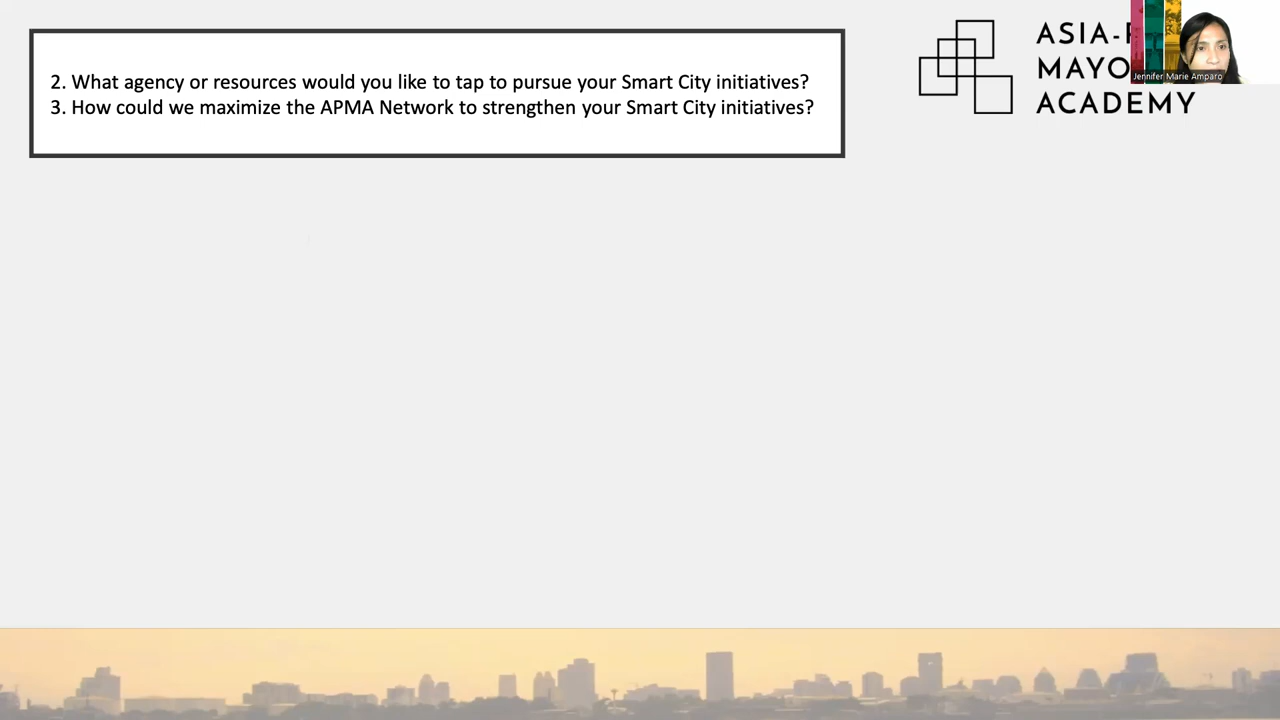 2. What agency or resources would you like to tap to pursue your Smart City initiatives?
3. How could we maximize the APMA Network to strengthen your Smart City initiatives?
ASIA-
MAYO
ACADEMY
Jennifer Marie Amparo